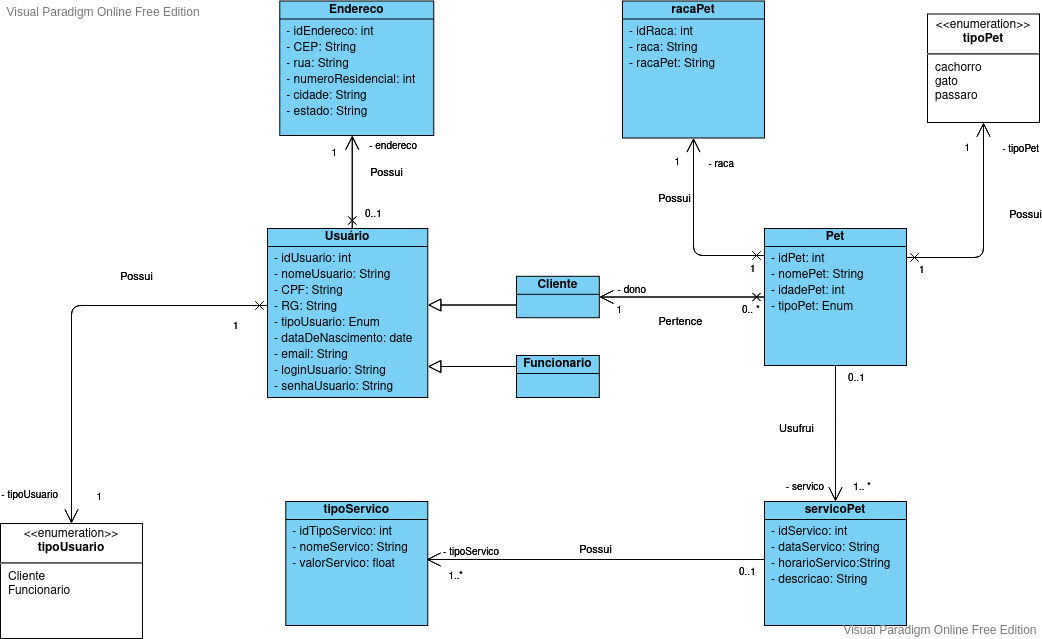 Visual Paradigm Online Free Edition
Endereco
- idEndereco: int
- CEP: String
- rua: String
- numeroResidencial: int
- cidade: String
- estado: String
racaPet
- idRaca: int
- raca: String
- racaPet: String
<<enumeration>>
tipoPet
cachorro
gato
passaro
1
- endereco
Possui
0..1
1
- raca
Possui
1
1
- tipoPet
Possui
1
Usuário
- idUsuario: int
- nomeUsuario: String
- CPF: String
- RG: String
- tipoUsuario: Enum
- dataDeNascimento: date
- email: String
- loginUsuario: String
- senhaUsuario: String
Possui
1
Cliente
- dono
1
0.. *
Pertence
Funcionario
Pet
- idPet: int
- nomePet: String
- idadePet: int
- tipoPet: Enum
0..1
Usufrui
- servico
1.. *
- tipoUsuario
1
<<enumeration>>
tipoUsuario
Cliente
Funcionario
tipoServico
- idTipoServico: int
- nomeServico: String
- valorServico: float
- tipoServico
1..*
Possui
0..1
servicoPet
- idServico: int
- dataServico: String
- horarioServico:String
- descricao: String
Visual Paradigm Online Free Edition